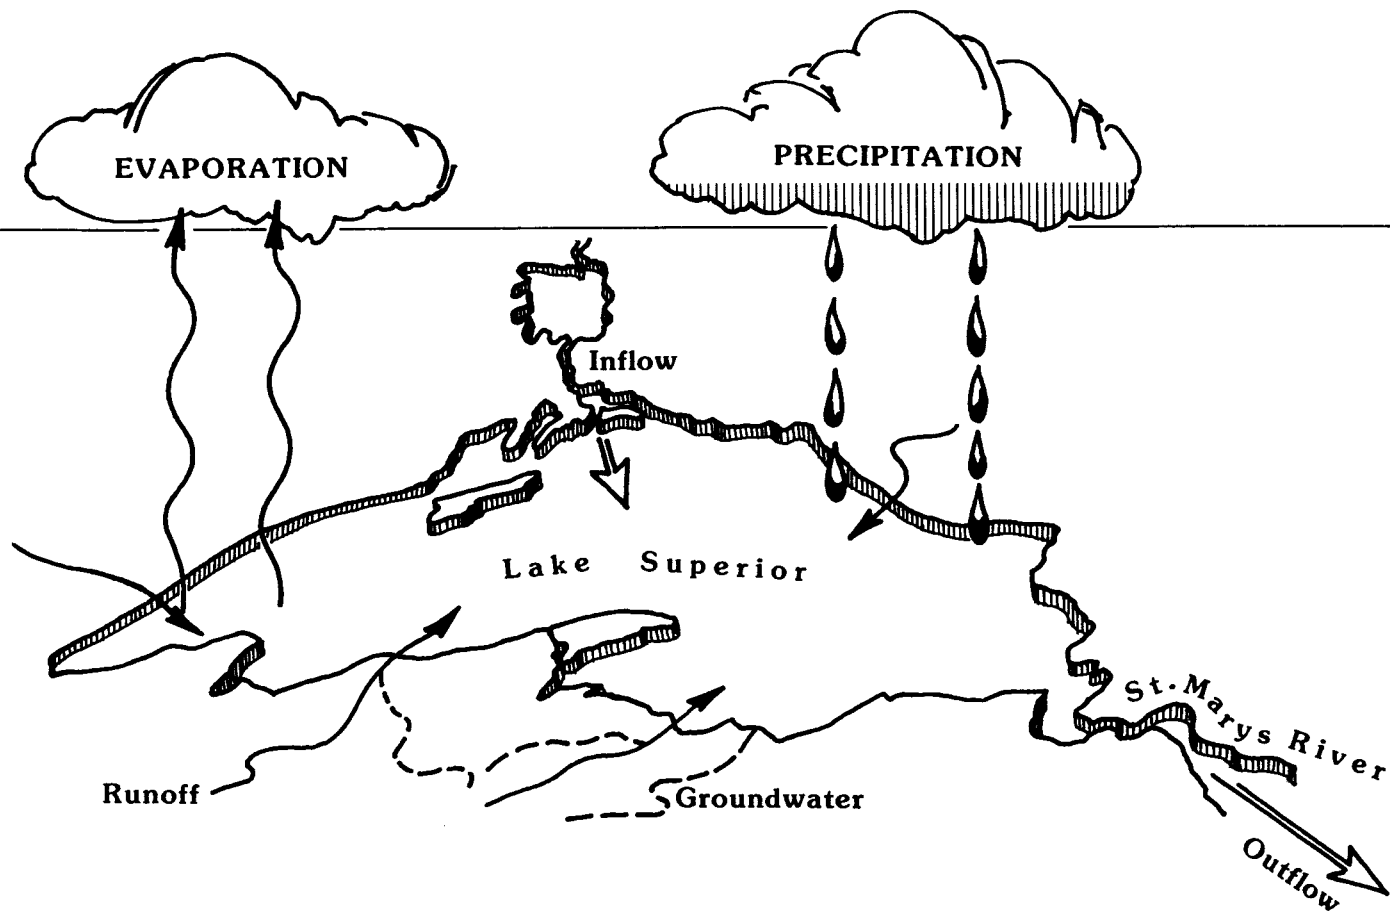 EVAPORATION
PRECIPITATION
Inflow
Lake Superior
St. Marys River
Runoff
Groundwater
Outflow